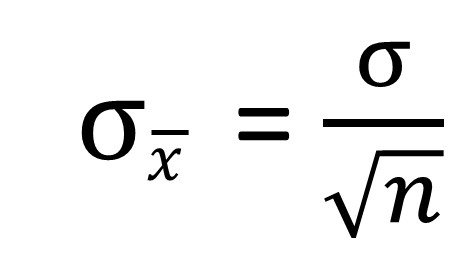 σx̅ = σ/√n